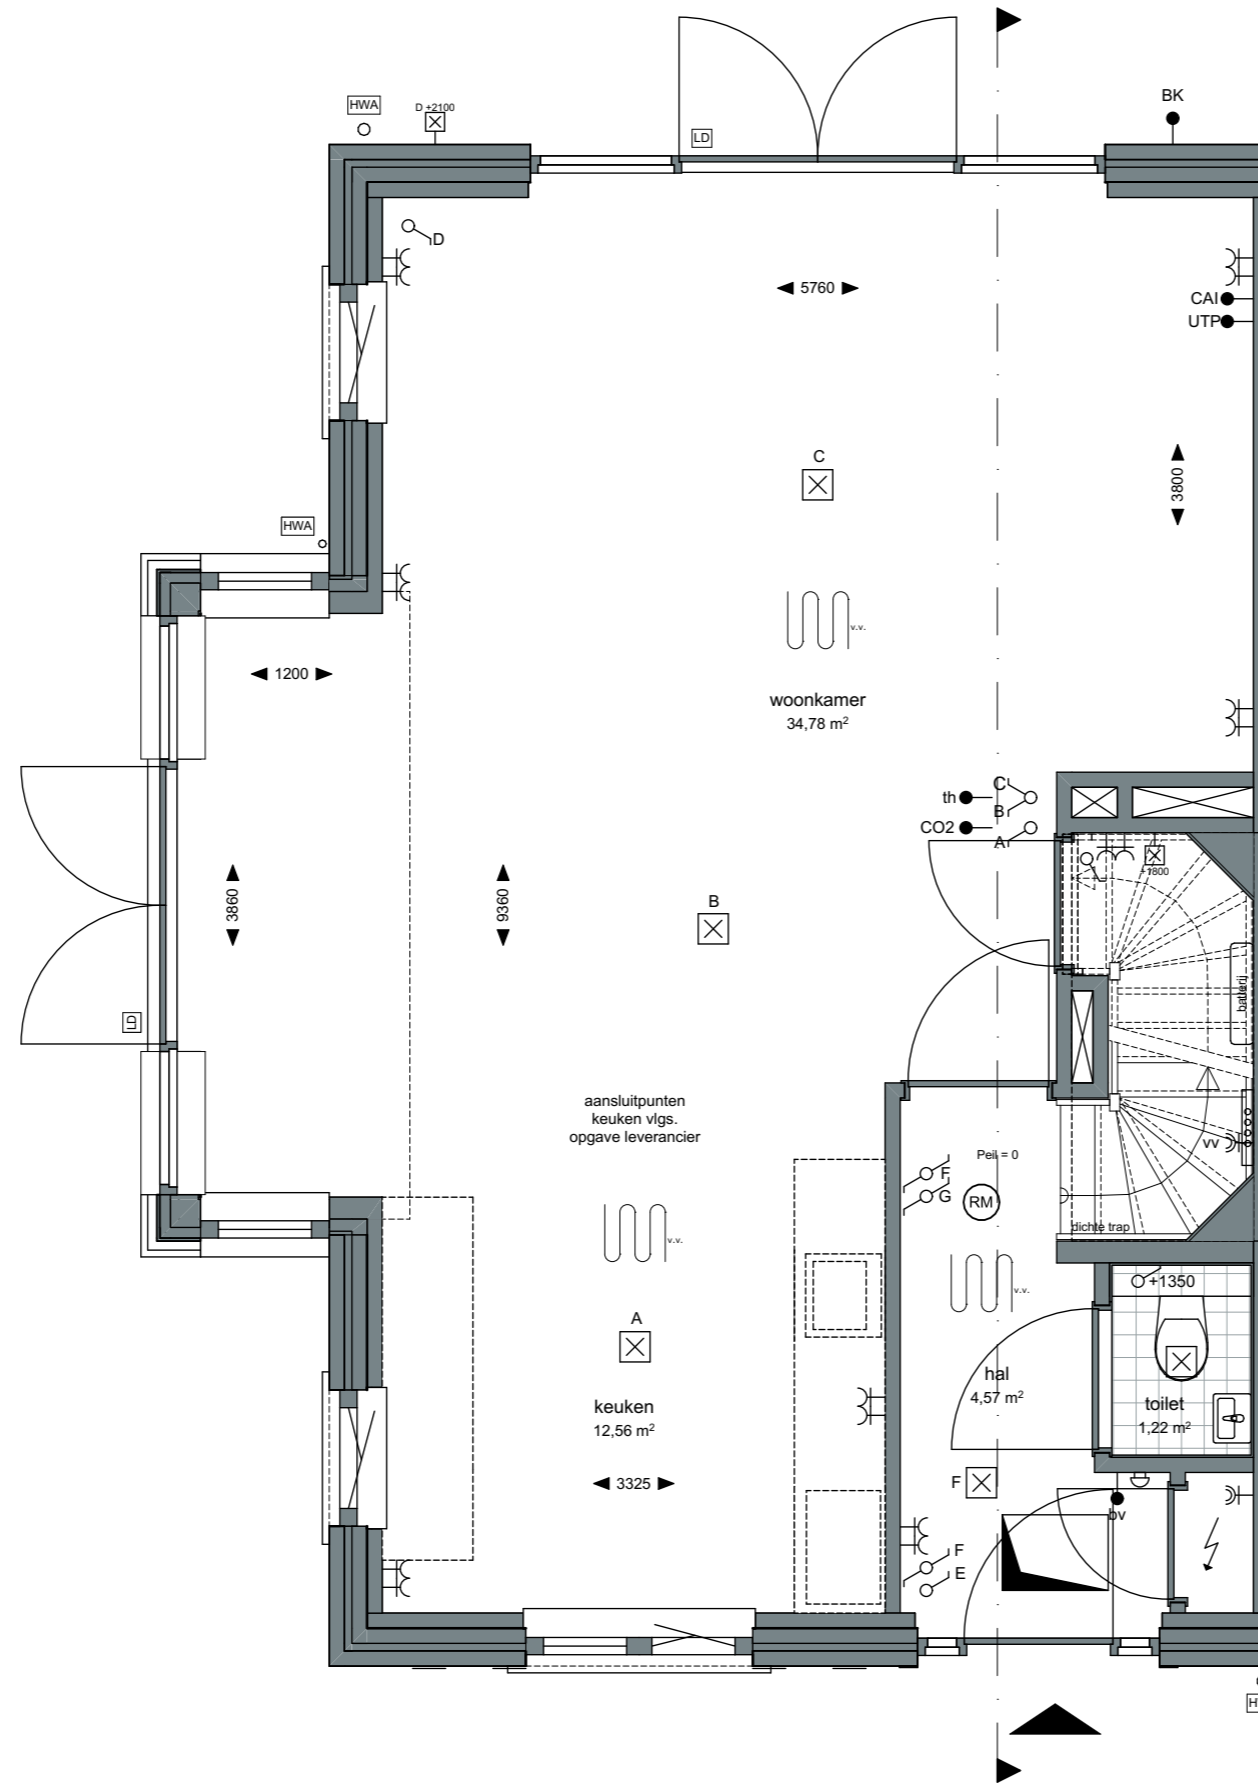 BK
HWA
D +2100
LD
D
5760
CAI
UTP
C
3800
HWA
v.v.
1200
woonkamer
34,78 m²
th
C
B
CO2
A
+1800
3860
9360
B
batterij
LD
aansluitpunten
keuken vlgs.
opgave leverancier
vv
Peil = 0
F
G
RM
dichte trap
v.v.
+1350
v.v.
A
hal
4,57 m²
keuken
12,56 m²
toilet
1,22 m²
3325
F
bv
F
E